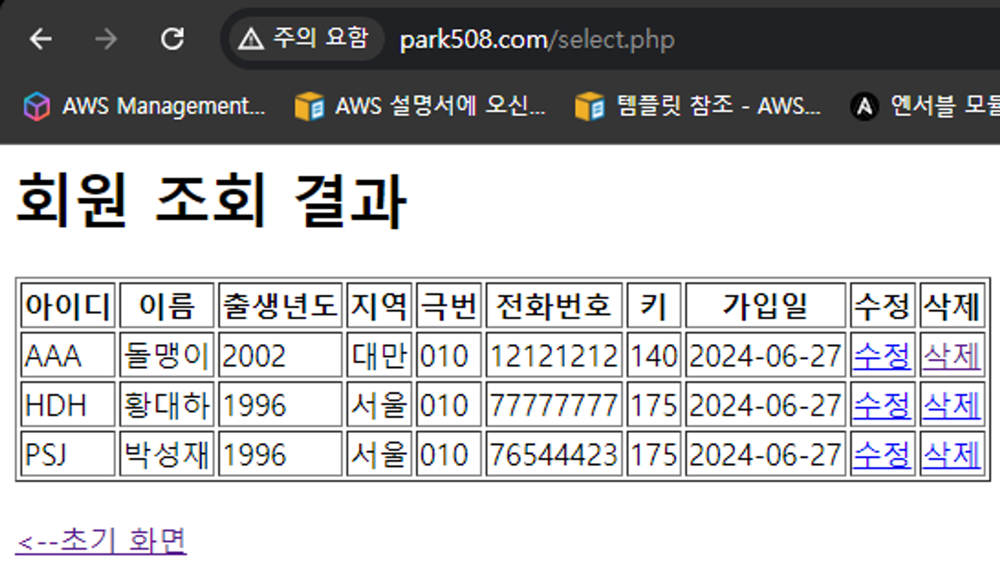 주의 요함 park508.com/select.php
AWS Management... AWS 설명서에 오신... 템플릿 참조 - AWS... 엔서블 모듈
회원 조회 결과
아이디 이름 출생년도 지역 극번 전화번호 키 가입일 수정 삭제
AAA 돌맹이 2002 대만 010 12121212 140 2024-06-27 수정 삭제
HDH 황대하 1996 서울 010 77777777 175 2024-06-27 수정 삭제
PSJ 박성재 1996 서울 010 76544423 175 2024-06-27 수정 삭제
<--초기 화면